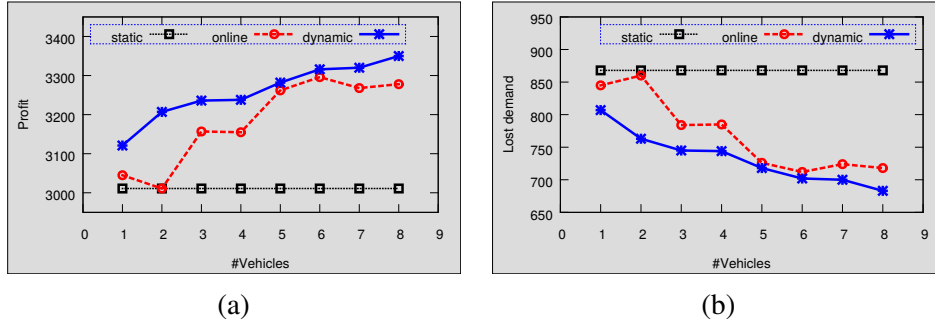 static online dynamic
3400
3300
3200
3100
3000
Profit
0 1 2 3 4 5 6 7 8 9
#Vehicles
(a)
static online dynamic
950
900
850
800
750
700
650
Lost demand
0 1 2 3 4 5 6 7 8 9
#Vehicles
(b)